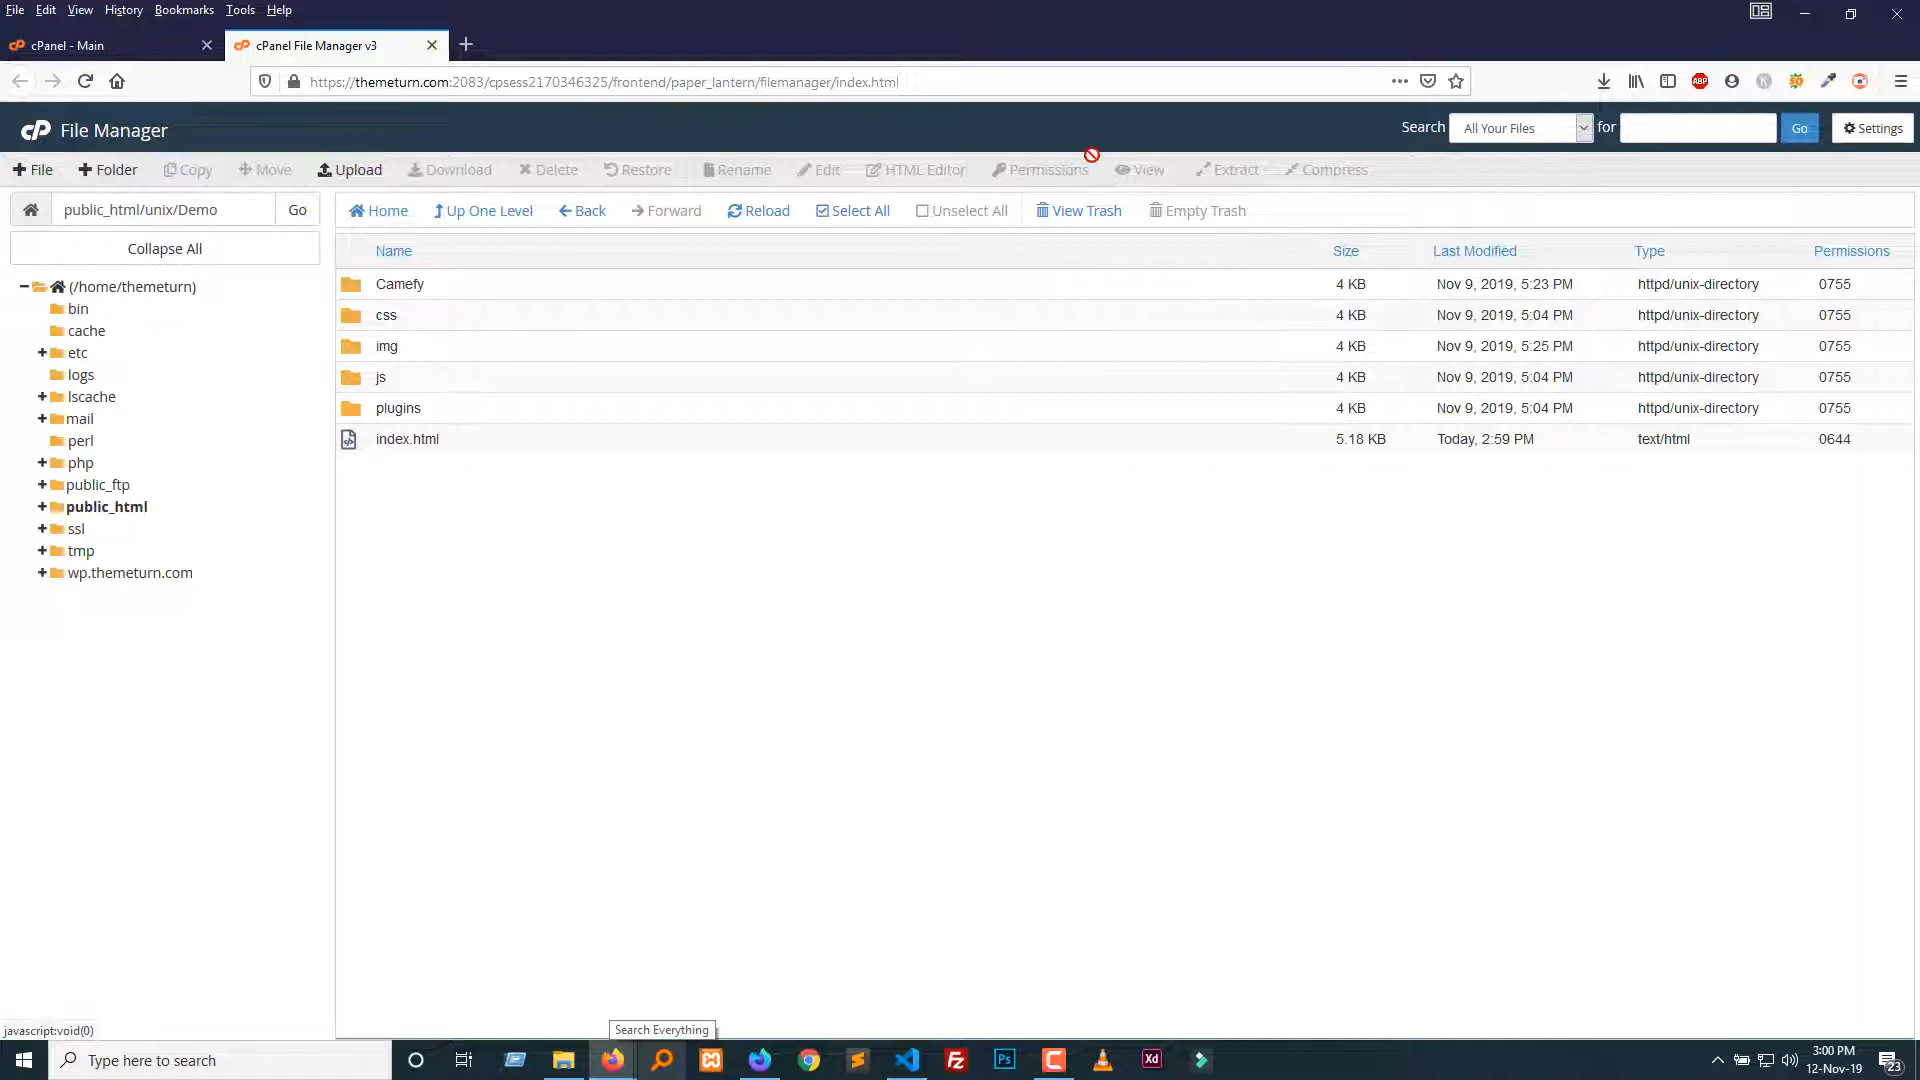 File Edit View History Bookmarks Tools Help
cPanel - Main
cPanel File Manager v3
https://themeturn.com:2083/cpsess2170346325/frontend/paper_lantern/filemanager/index.html
ABP
cP File Manager
Search All Your Files for Go Settings
File Folder Copy Move Upload Download Delete Restore Rename Edit HTML Editor Permissions View Extract Compress
public_html/unix/Demo Go
Home Up One Level Back Forward Reload Select All Unselect All View Trash Empty Trash
Collapse All
(/home/themeturn)
bin
cache
etc
logs
lscache
mail
perl
php
public_ftp
public_html
ssl
tmp
wp.themeturn.com
Name Size Last Modified Type Permissions
Camefy 4 KB Nov 9, 2019, 5:23 PM httpd/unix-directory 0755
css 4 KB Nov 9, 2019, 5:04 PM httpd/unix-directory 0755
img 4 KB Nov 9, 2019, 5:25 PM httpd/unix-directory 0755
js 4 KB Nov 9, 2019, 5:04 PM httpd/unix-directory 0755
plugins 4 KB Nov 9, 2019, 5:04 PM httpd/unix-directory 0755
index.html 5.18 KB Today, 2:59 PM text/html 0644
javascript:void(0)
Search Everything
Type here to search
Fz
Ps
Xd
3:00 PM
12-Nov-19
23